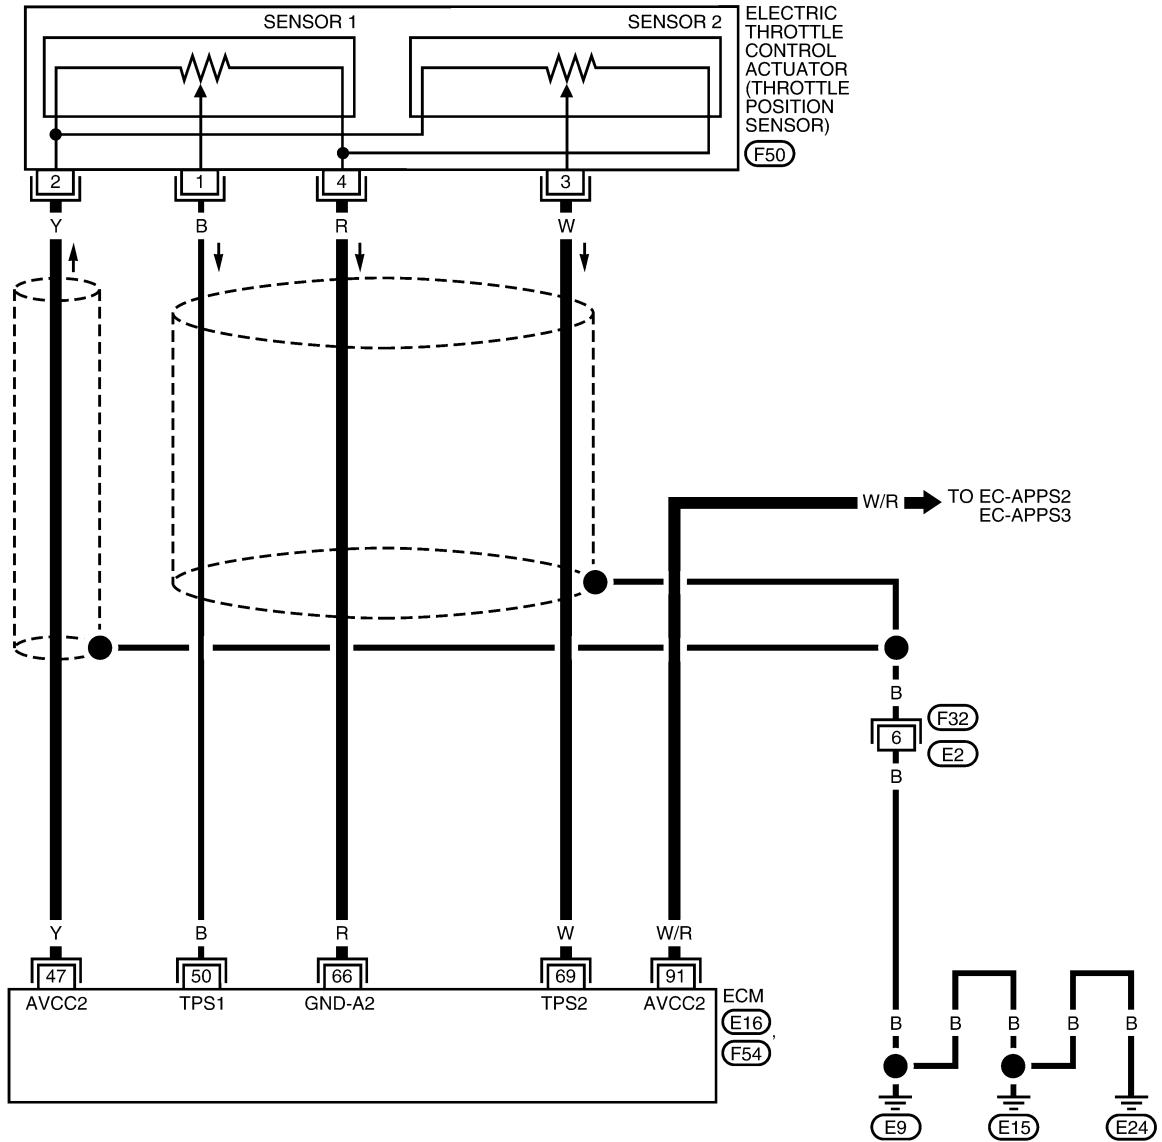 SENSOR 1
SENSOR 2
ELECTRIC
THROTTLE
CONTROL
ACTUATOR
(THROTTLE
POSITION
SENSOR)
F50
2 1 4 3
Y B R W
W/R
TO EC-APPS2
EC-APPS3
B
F32
6
E2
B
Y B R W W/R
47 50 66 69 91
AVCC2 TPS1 GND-A2 TPS2 AVCC2
ECM
E16 ,
F54
B B B B B
E9 E15 E24